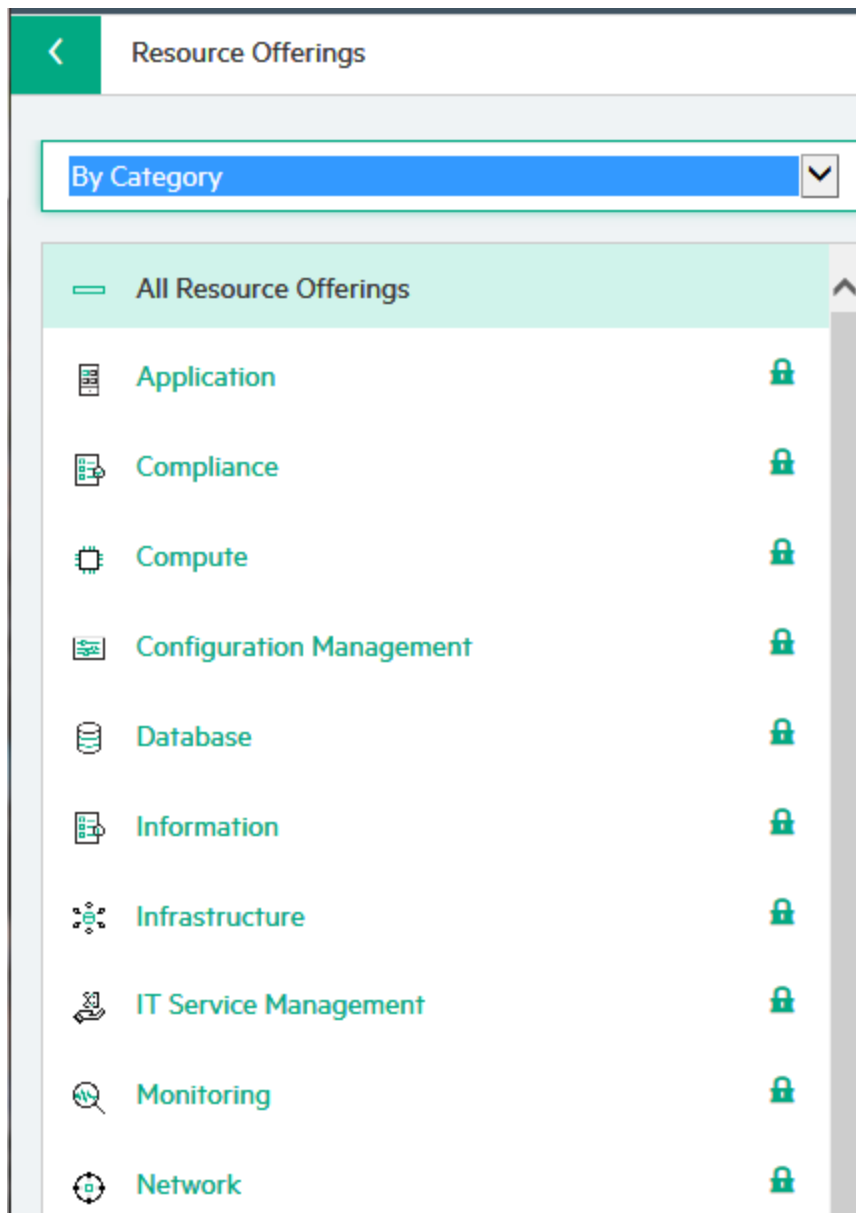 Resource Offerings
By Category
All Resource Offerings
Application
Compliance
Compute
Configuration Management
Database
Information
Infrastructure
IT Service Management
Monitoring
Network